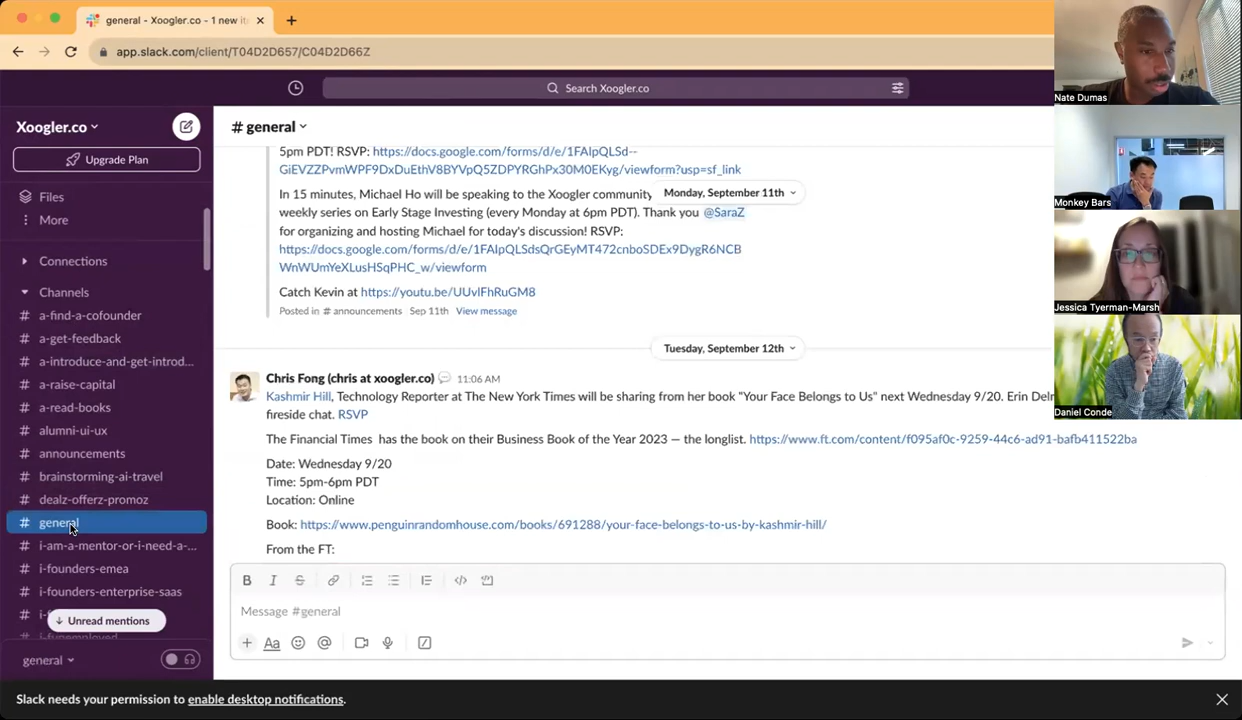 general - Xoogler.co - 1 new it
app.slack.com/client/T04D2D657/C04D2D66Z
Search Xoogler.co
Xoogler.co
Upgrade Plan
Files
More
Connections
Channels
# a-find-a-cofounder
# a-get-feedback
# a-introduce-and-get-introd...
# a-raise-capital
# a-read-books
# alumni-ui-ux
# announcements
# brainstorming-ai-travel
# dealz-offerz-promoz
# general
# i-am-a-mentor-or-i-need-a-...
# i-founders-emea
# i-founders-enterprise-saas
Unread mentions
general
# general
5pm PDT! RSVP: https://docs.google.com/forms/d/e/1FAIpQLSd--
GiEVZZPvmWPF9DxDuEthV8BYVpQ5ZDPYRGhPx30M0EKyg/viewform?usp=sf_link
Monday, September 11th
In 15 minutes, Michael Ho will be speaking to the Xoogler community
weekly series on Early Stage Investing (every Monday at 6pm PDT). Thank you @SaraZ
for organizing and hosting Michael for today's discussion! RSVP:
https://docs.google.com/forms/d/e/1FAIpQLSdsQrGEyMT472cnboSDEx9DygR6NCB
WnWUmYeXLusHSqPHC_w/viewform
Catch Kevin at https://youtu.be/UUvlFhRuGM8
Posted in # announcements Sep 11th View message
Tuesday, September 12th
Chris Fong (chris at xoogler.co) 11:06 AM
Kashmir Hill, Technology Reporter at The New York Times will be sharing from her book "Your Face Belongs to Us" next Wednesday 9/20. Erin Deln
fireside chat. RSVP
The Financial Times has the book on their Business Book of the Year 2023 — the longlist. https://www.ft.com/content/f095af0c-9259-44c6-ad91-bafb411522ba
Date: Wednesday 9/20
Time: 5pm-6pm PDT
Location: Online
Book: https://www.penguinrandomhouse.com/books/691288/your-face-belongs-to-us-by-kashmir-hill/
From the FT:
B I S
Message #general
+ Aa @
Slack needs your permission to enable desktop notifications.
Nate Dumas
Monkey Bars
Jessica Tyerman-Marsh
Daniel Conde